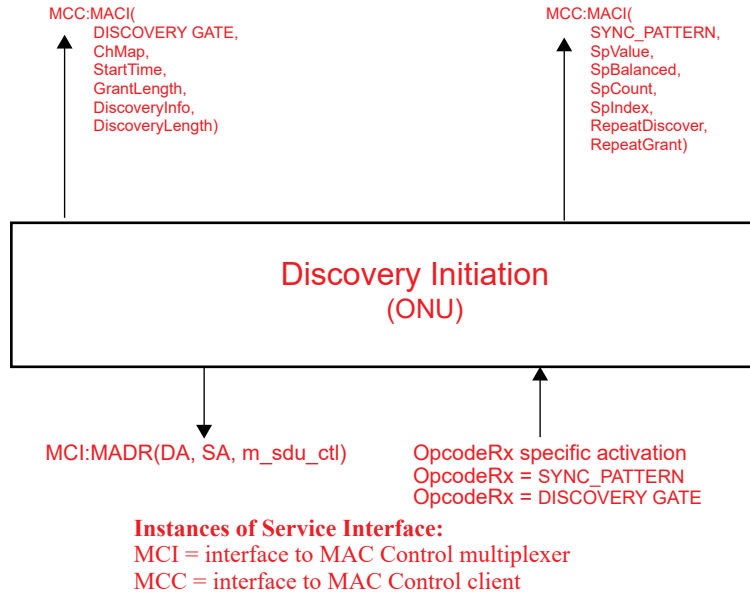 MCC:MACI(
DISCOVERY GATE,
ChMap,
StartTime,
GrantLength,
DiscoveryInfo,
DiscoveryLength)
MCC:MACI(
SYNC_PATTERN,
SpValue,
SpBalanced,
SpCount,
SpIndex,
RepeatDiscover,
RepeatGrant)
Discovery Initiation
(ONU)
MCI:MADR(DA, SA, m_sdu_ctl)
OpcodeRx specific activation
OpcodeRx = SYNC_PATTERN
OpcodeRx = DISCOVERY GATE
Instances of Service Interface:
MCI = interface to MAC Control multiplexer
MCC = interface to MAC Control client